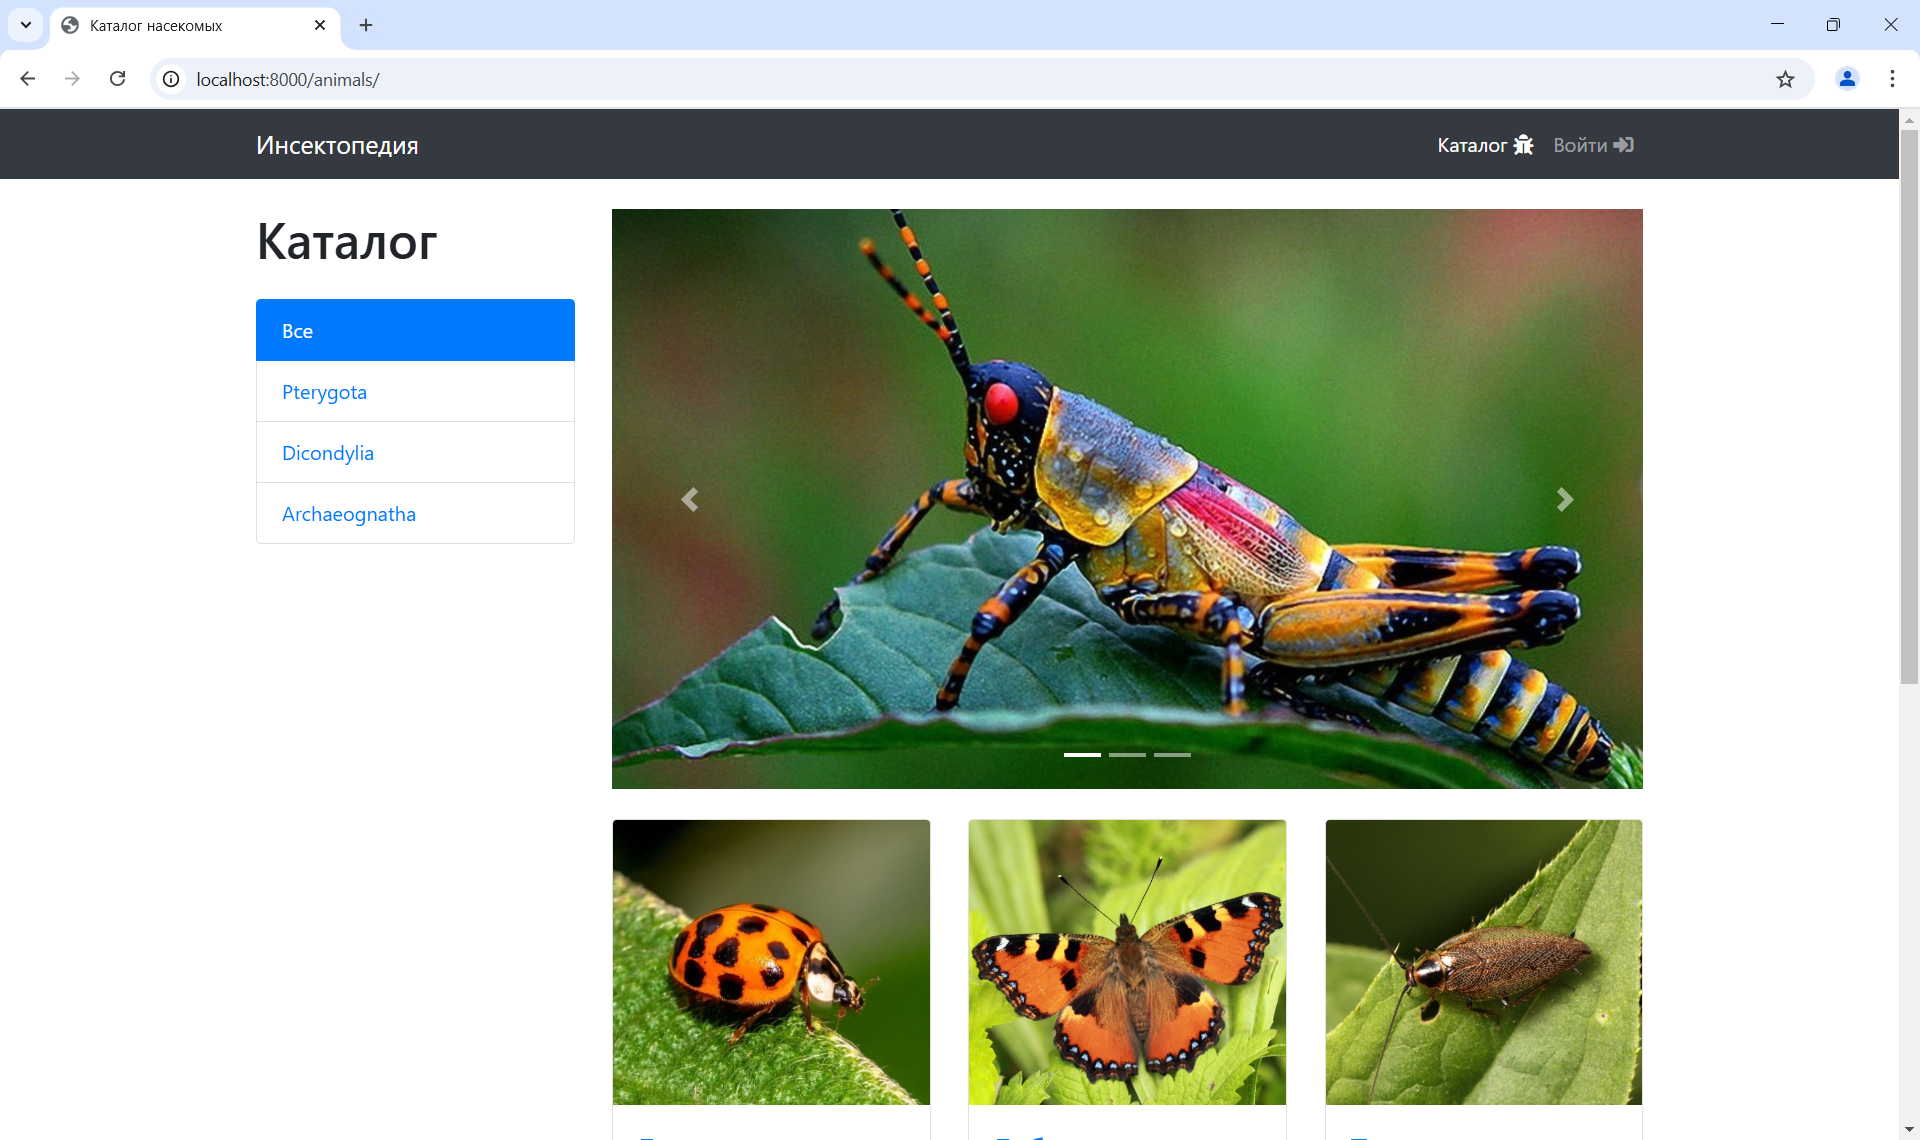 Каталог насекомых
localhost:8000/animals/
Инсектопедия
Каталог
Войти
Каталог
Все
Pterygota
Dicondylia
Archaeognatha